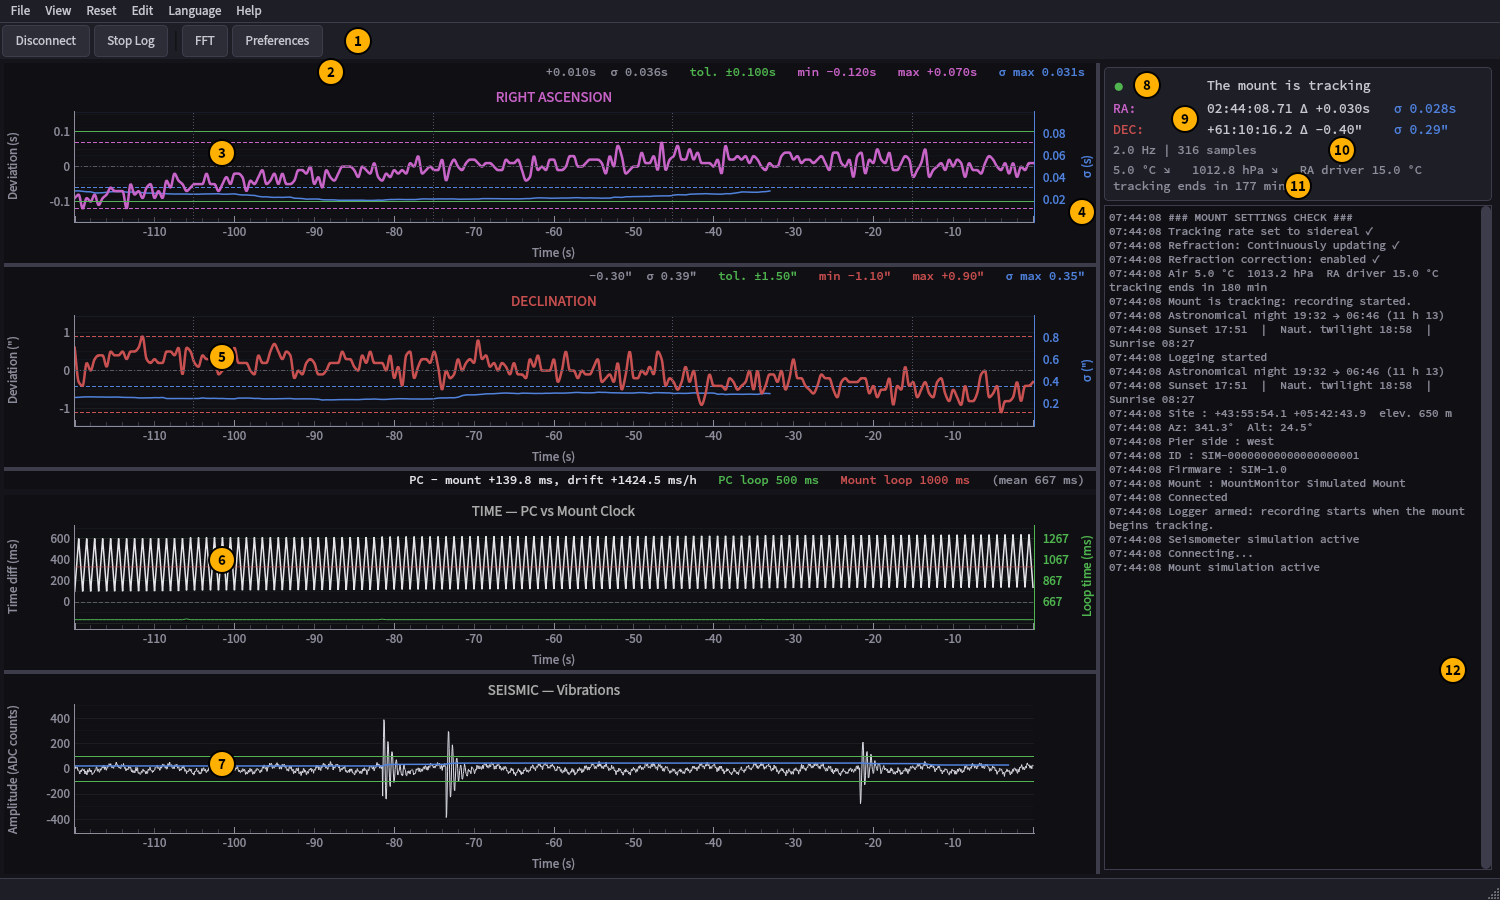 File View Reset Edit Language Help
Disconnect Stop Log FFT Preferences 1
2 +0.010s σ 0.036s tol. ±0.100s min −0.120s max +0.070s σ max 0.031s
RIGHT ASCENSION
Deviation (s)
0.1
0
-0.1
3
0.08
0.06
0.04
0.02
σ (s)
4
-110 -100 -90 -80 -70 -60 -50 -40 -30 -20 -10
Time (s)
−0.30" σ 0.39" tol. ±1.50" min −1.10" max +0.90" σ max 0.35"
DECLINATION
Deviation (")
1
0
-1
5
0.8
0.6
0.4
0.2
σ (")
-110 -100 -90 -80 -70 -60 -50 -40 -30 -20 -10
Time (s)
PC − mount +139.8 ms, drift +1424.5 ms/h PC loop 500 ms Mount loop 1000 ms (mean 667 ms)
TIME — PC vs Mount Clock
Time diff (ms)
600
400
200
0
6
1267
1067
867
667
Loop time (ms)
-110 -100 -90 -80 -70 -60 -50 -40 -30 -20 -10
Time (s)
SEISMIC — Vibrations
Amplitude (ADC counts)
400
200
0
-200
-400
7
-110 -100 -90 -80 -70 -60 -50 -40 -30 -20 -10
Time (s)
8 The mount is tracking
RA: 02:44:08.71 Δ +0.030s σ 0.028s
9
DEC: +61:10:16.2 Δ −0.40" σ 0.29"
2.0 Hz | 316 samples 10
5.0 °C ↘ 1012.8 hPa ↘ RA driver 15.0 °C
tracking ends in 177 min 11
07:44:08 ### MOUNT SETTINGS CHECK ###
07:44:08 Tracking rate set to sidereal ✓
07:44:08 Refraction: Continuously updating ✓
07:44:08 Refraction correction: enabled ✓
07:44:08 Air 5.0 °C 1013.2 hPa RA driver 15.0 °C
tracking ends in 180 min
07:44:08 Mount is tracking: recording started.
07:44:08 Astronomical night 19:32 → 06:46 (11 h 13)
07:44:08 Sunset 17:51 | Naut. twilight 18:58 |
Sunrise 08:27
07:44:08 Logging started
07:44:08 Astronomical night 19:32 → 06:46 (11 h 13)
07:44:08 Sunset 17:51 | Naut. twilight 18:58 |
Sunrise 08:27
07:44:08 Site : +43:55:54.1 +05:42:43.9 elev. 650 m
07:44:08 Az: 341.3° Alt: 24.5°
07:44:08 Pier side : west
07:44:08 ID : SIM-00000000000000000001
07:44:08 Firmware : SIM-1.0
07:44:08 Mount : MountMonitor Simulated Mount
07:44:08 Connected
07:44:08 Logger armed: recording starts when the mount
begins tracking.
07:44:08 Seismometer simulation active
07:44:08 Connecting...
07:44:08 Mount simulation active
12